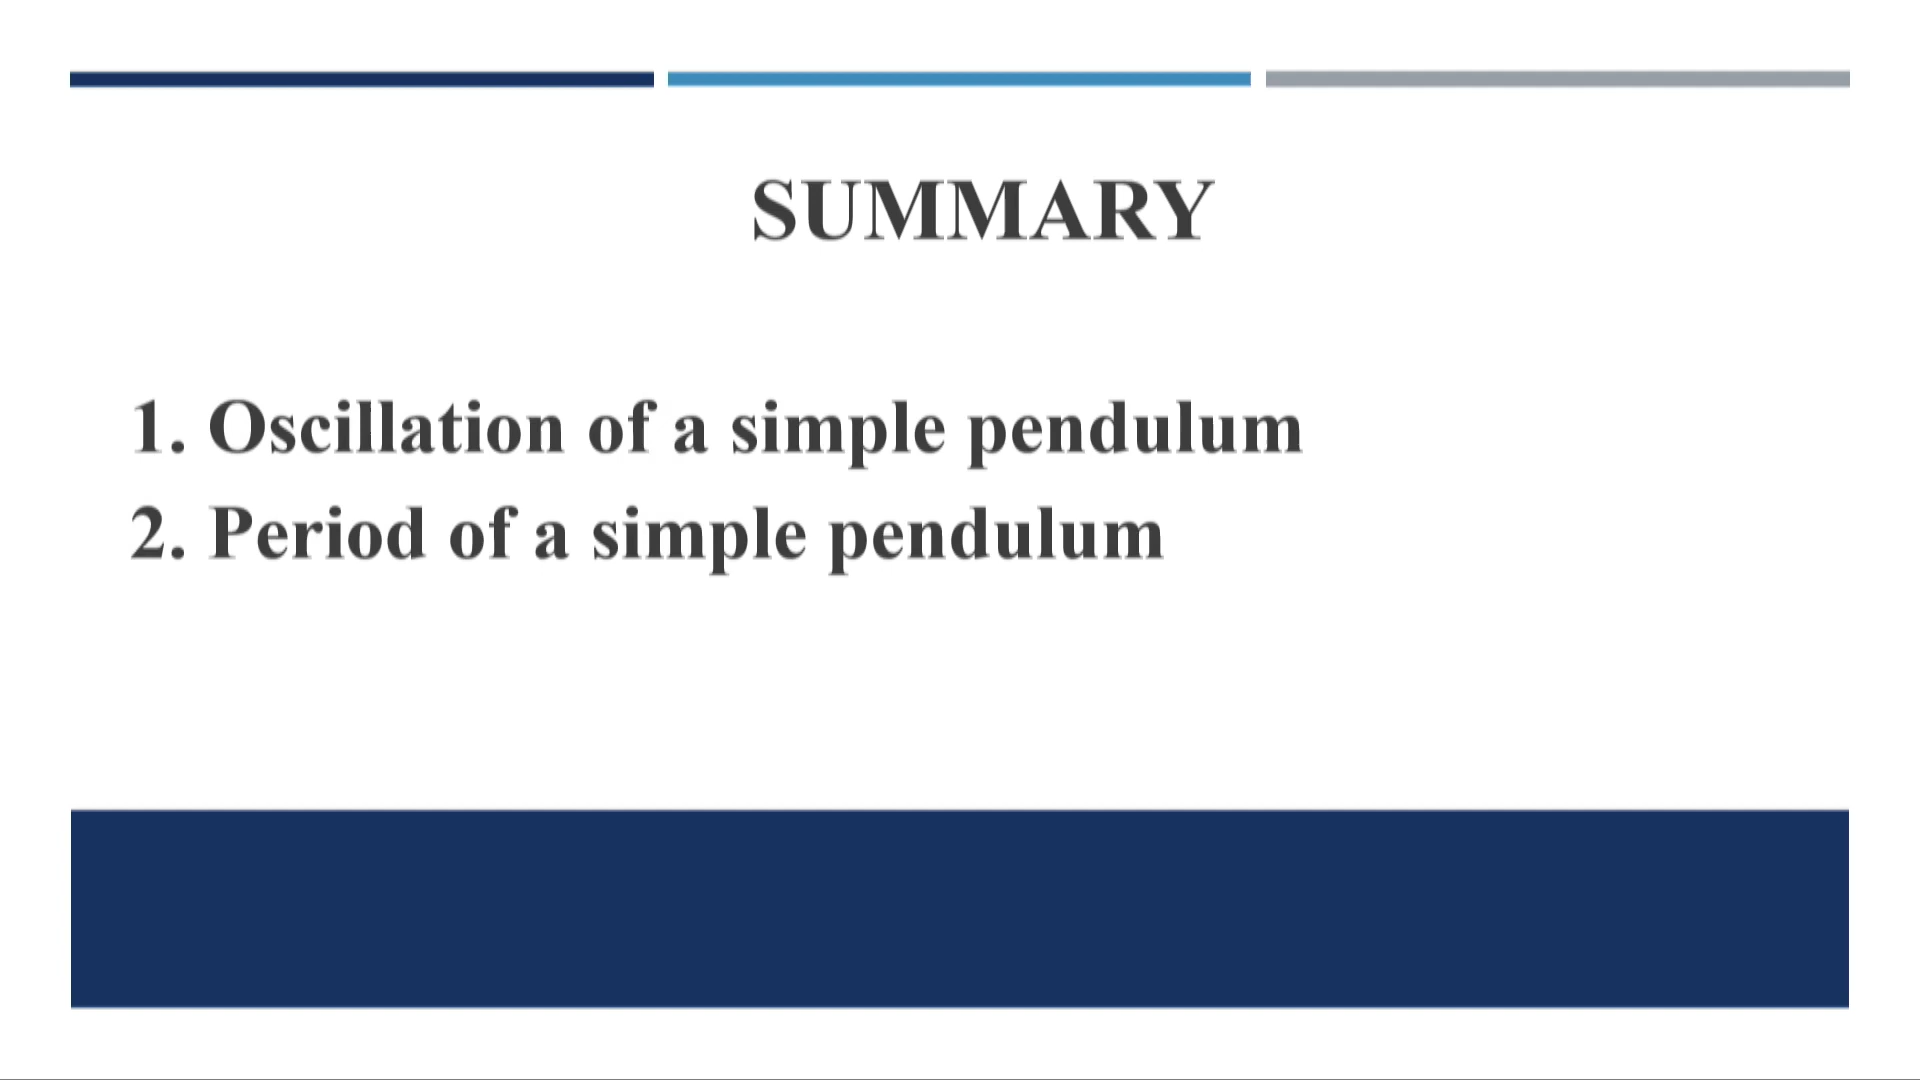 SUMMARY
1. Oscillation of a simple pendulum
2. Period of a simple pendulum